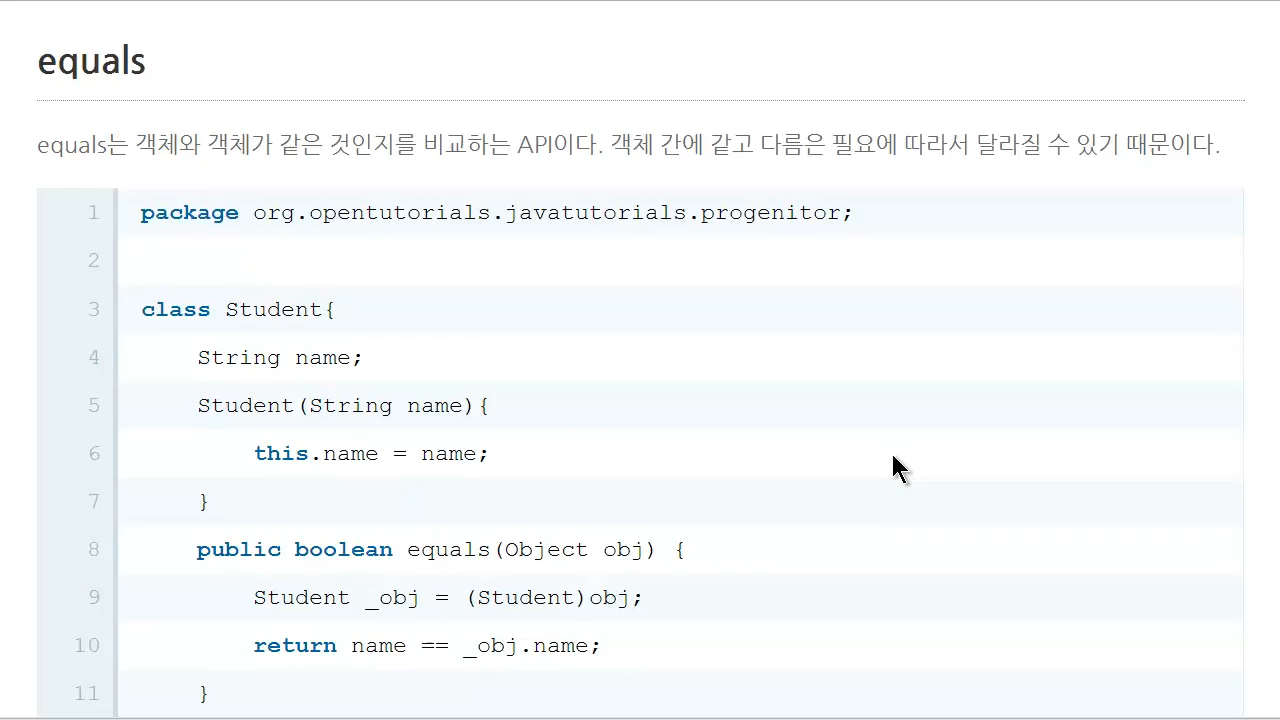 equals
equals는 객체와 객체가 같은 것인지를 비교하는 API이다. 객체 간에 같고 다름은 필요에 따라서 달라질 수 있기 때문이다.
1 package org.opentutorials.javatutorials.progenitor;
2
3 class Student{
4 String name;
5 Student(String name){
6 this.name = name;
7 }
8 public boolean equals(Object obj) {
9 Student _obj = (Student)obj;
10 return name == _obj.name;
11 }